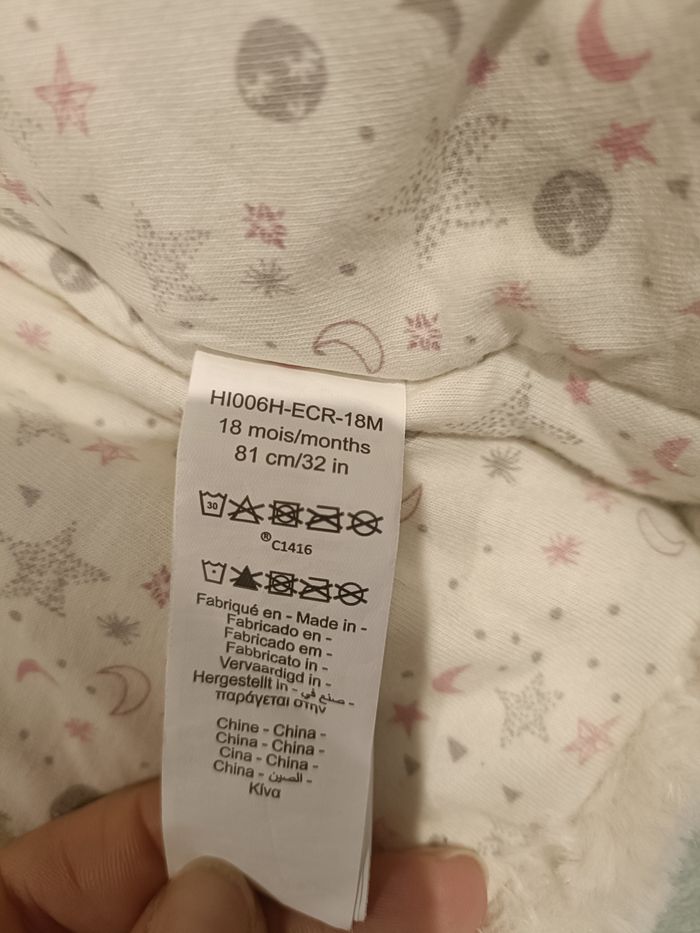 HI006H-ECR-18M
18 mois/months
81 cm/32 in
30
®C1416
Fabriqué en - Made in -
Fabricado en -
Fabricado em -
Fabbricato in -
Vervaardigd in -
Hergestellt in - صنع في -
παράγεται στην
Chine - China -
China - China -
Cina - China -
China - الصين -
Κίνα